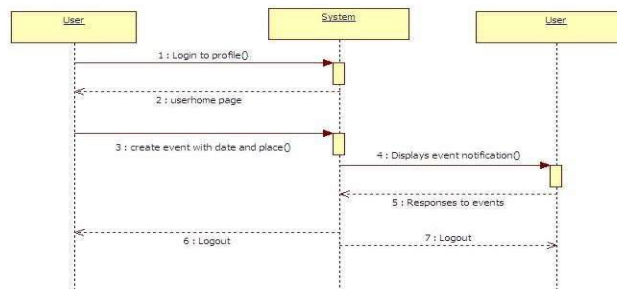 User
System
User
1 : Login to profile()
2 : userhome page
3 : create event with date and place()
4 : Displays event notification()
5 : Responses to events
6 : Logout
7 : Logout